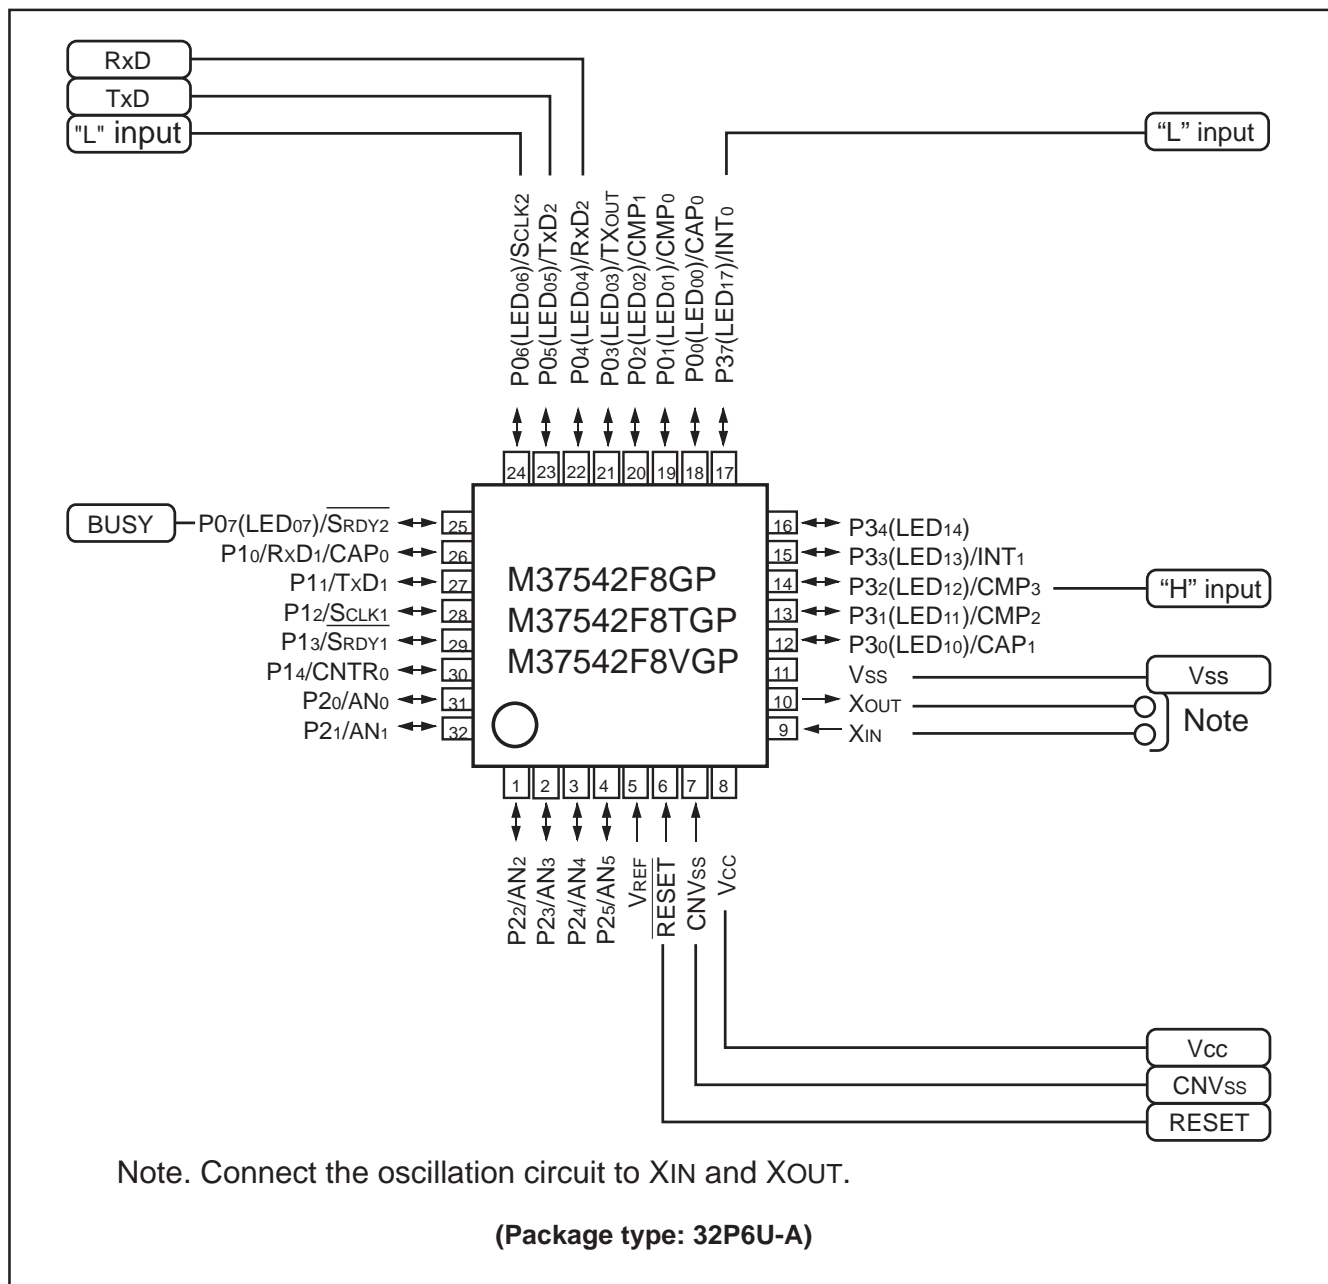 RxD
TxD
"L" input
“L” input
P06(LED06)/SCLK2
P05(LED05)/TxD2
P04(LED04)/RxD2
P03(LED03)/TXOUT
P02(LED02)/CMP1
P01(LED01)/CMP0
P00(LED00)/CAP0
P37(LED17)/INT0
24 23 22 21 20 19 18 17
BUSY
P07(LED07)/SRDY2
P10/RXD1/CAP0
P11/TXD1
P12/SCLK1
P13/SRDY1
P14/CNTR0
P20/AN0
P21/AN1
25
26
27
28
29
30
31
32
M37542F8GP
M37542F8TGP
M37542F8VGP
16
15
14
13
12
11
10
9
P34(LED14)
P33(LED13)/INT1
P32(LED12)/CMP3
P31(LED11)/CMP2
P30(LED10)/CAP1
VSS
XOUT
XIN
“H” input
Vss
Note
1 2 3 4 5 6 7 8
P22/AN2
P23/AN3
P24/AN4
P25/AN5
VREF
RESET
CNVSS
VCC
Vcc
CNVss
RESET
Note. Connect the oscillation circuit to XIN and XOUT.
(Package type: 32P6U-A)